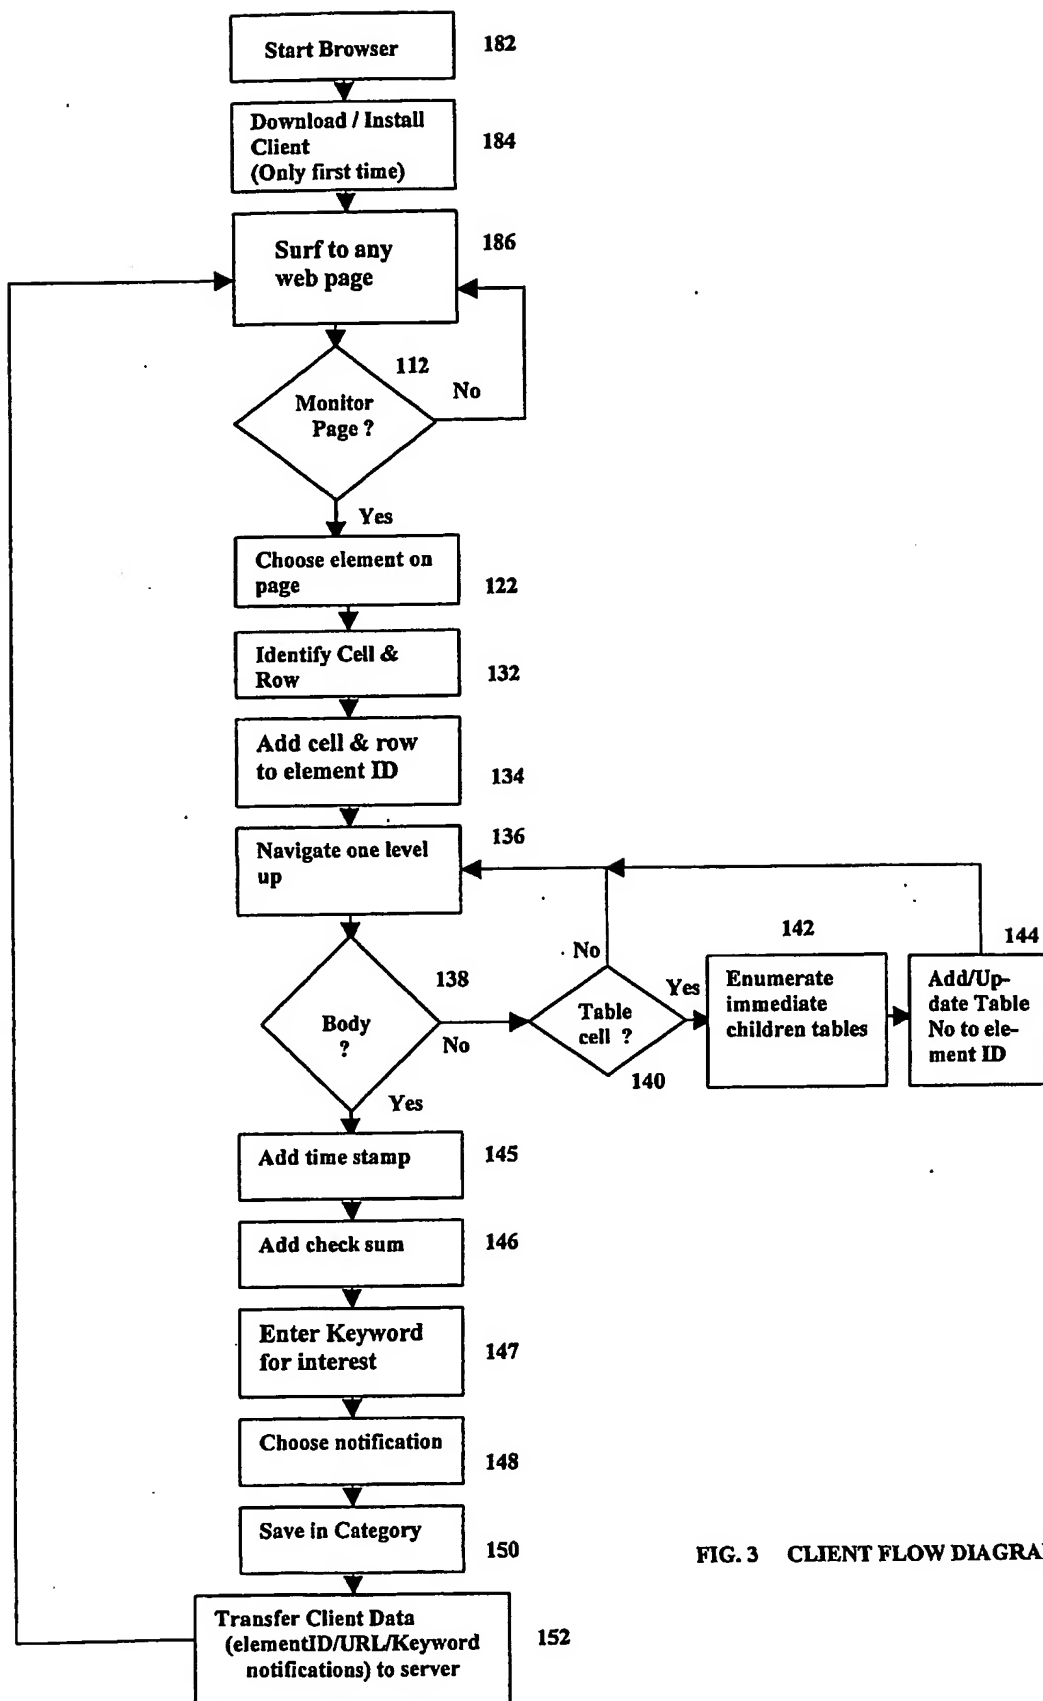 Start Browser
182
Download / Install
Client
(Only first time)
184
Surf to any
web page
186
112
Monitor
Page ?
No
Yes
Choose element on
page
122
Identify Cell &
Row
132
Add cell & row
to element ID
134
Navigate one level
up
136
Body
?
138
No
Yes
Table
cell ?
140
No
Yes
142
Enumerate
immediate
children tables
144
Add/Up-
date Table
No to ele-
ment ID
Add time stamp
145
Add check sum
146
Enter Keyword
for interest
147
Choose notification
148
Save in Category
150
Transfer Client Data
(elementID/URL/Keyword
notifications) to server
152
FIG. 3 CLIENT FLOW DIAGRA